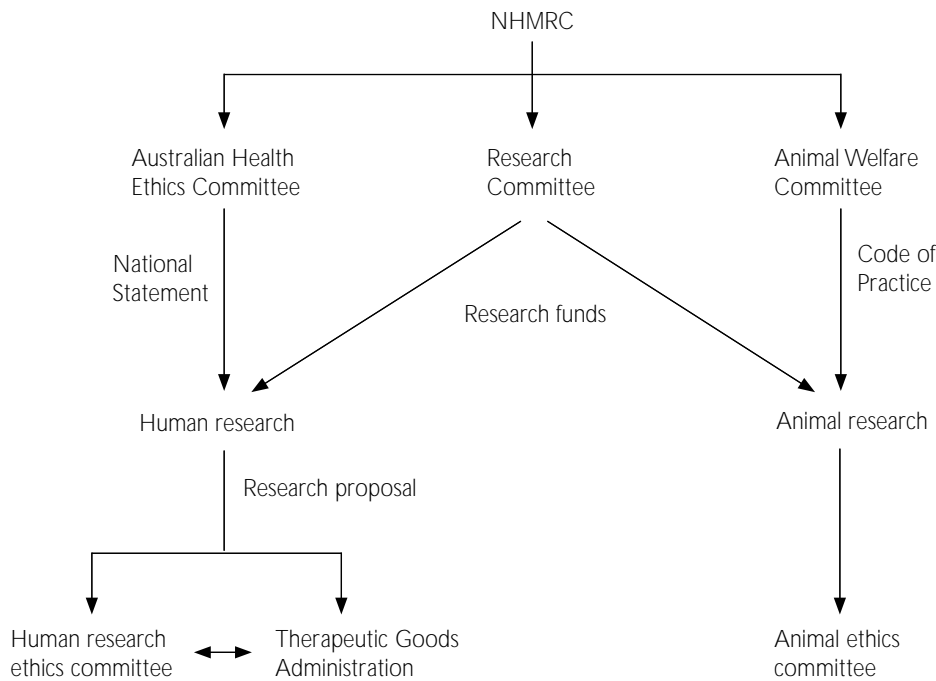 NHMRC
Australian Health
Ethics Committee
Research
Committee
Animal Welfare
Committee
National
Statement
Code of
Practice
Research funds
Human research
Animal research
Research proposal
Human research
ethics committee
Therapeutic Goods
Administration
Animal ethics
committee